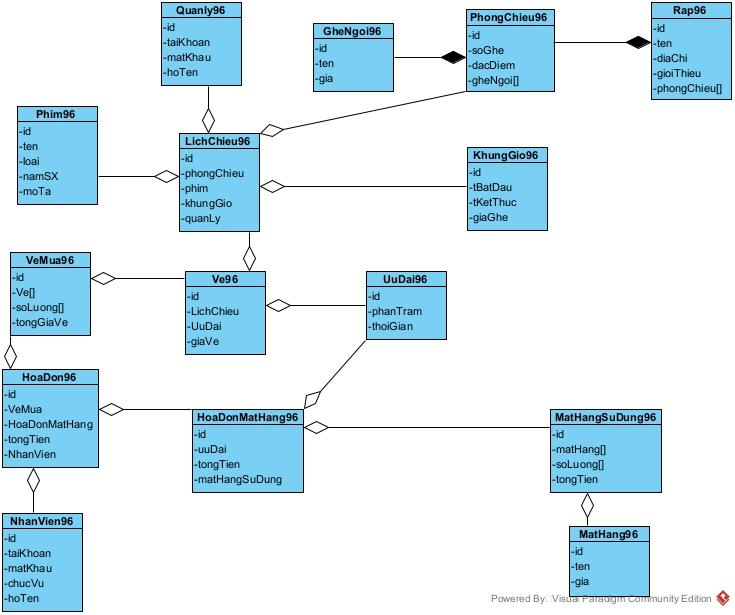 Quanly96
-id
-taiKhoan
-matKhau
-hoTen
GheNgoi96
-id
-ten
-gia
PhongChieu96
-id
-soGhe
-dacDiem
-gheNgoi[]
Rap96
-id
-ten
-diaChi
-gioiThieu
-phongChieu[]
Phim96
-id
-ten
-loai
-namSX
-moTa
LichChieu96
-id
-phongChieu
-phim
-khungGio
-quanLy
KhungGio96
-id
-tBatDau
-tKetThuc
-giaGhe
VeMua96
-id
-Ve[]
-soLuong[]
-tongGiaVe
Ve96
-id
-LichChieu
-UuDai
-giaVe
UuDai96
-id
-phanTram
-thoiGian
HoaDon96
-id
-VeMua
-HoaDonMatHang
-tongTien
-NhanVien
HoaDonMatHang96
-id
-uuDai
-tongTien
-matHangSuDung
MatHangSuDung96
-id
-matHang[]
-soLuong[]
-tongTien
NhanVien96
-id
-taiKhoan
-matKhau
-chucVu
-hoTen
MatHang96
-id
-ten
-gia
Powered By Visual Paradigm Community Edition